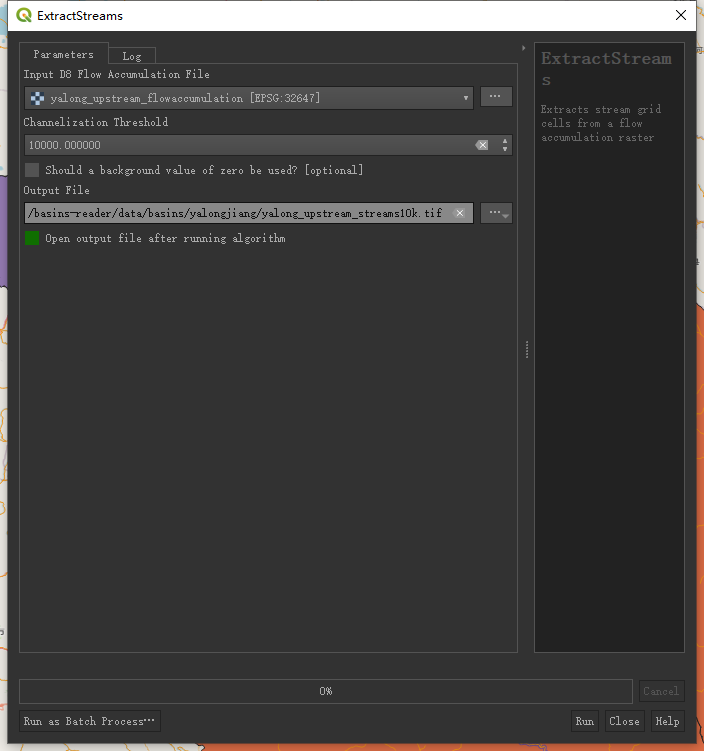 ExtractStreams
Parameters
Log
Input D8 Flow Accumulation File
yalong_upstream_flowaccumulation [EPSG:32647]
...
Channelization Threshold
10000.000000
Should a background value of zero be used? [optional]
Output File
/basins-reader/data/basins/yalongjiang/yalong_upstream_streams10k.tif
...
Open output file after running algorithm
ExtractStream
s
Extracts stream grid
cells from a flow
accumulation raster
0%
Cancel
Run as Batch Process...
Run
Close
Help